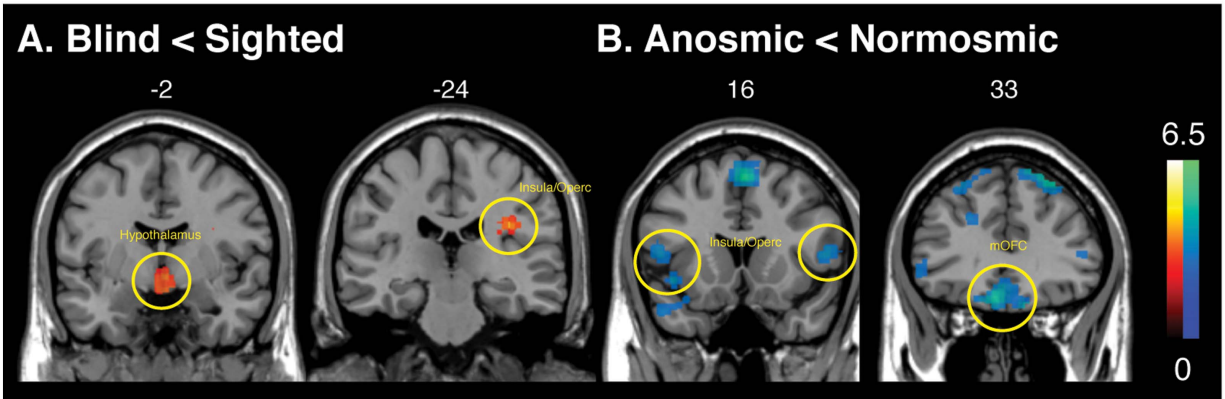 A. Blind < Sighted
B. Anosmic < Normosmic
-2
-24
16
33
6.5
Insula/Operc
Hypothalamus
Insula/Operc
mOFC
0